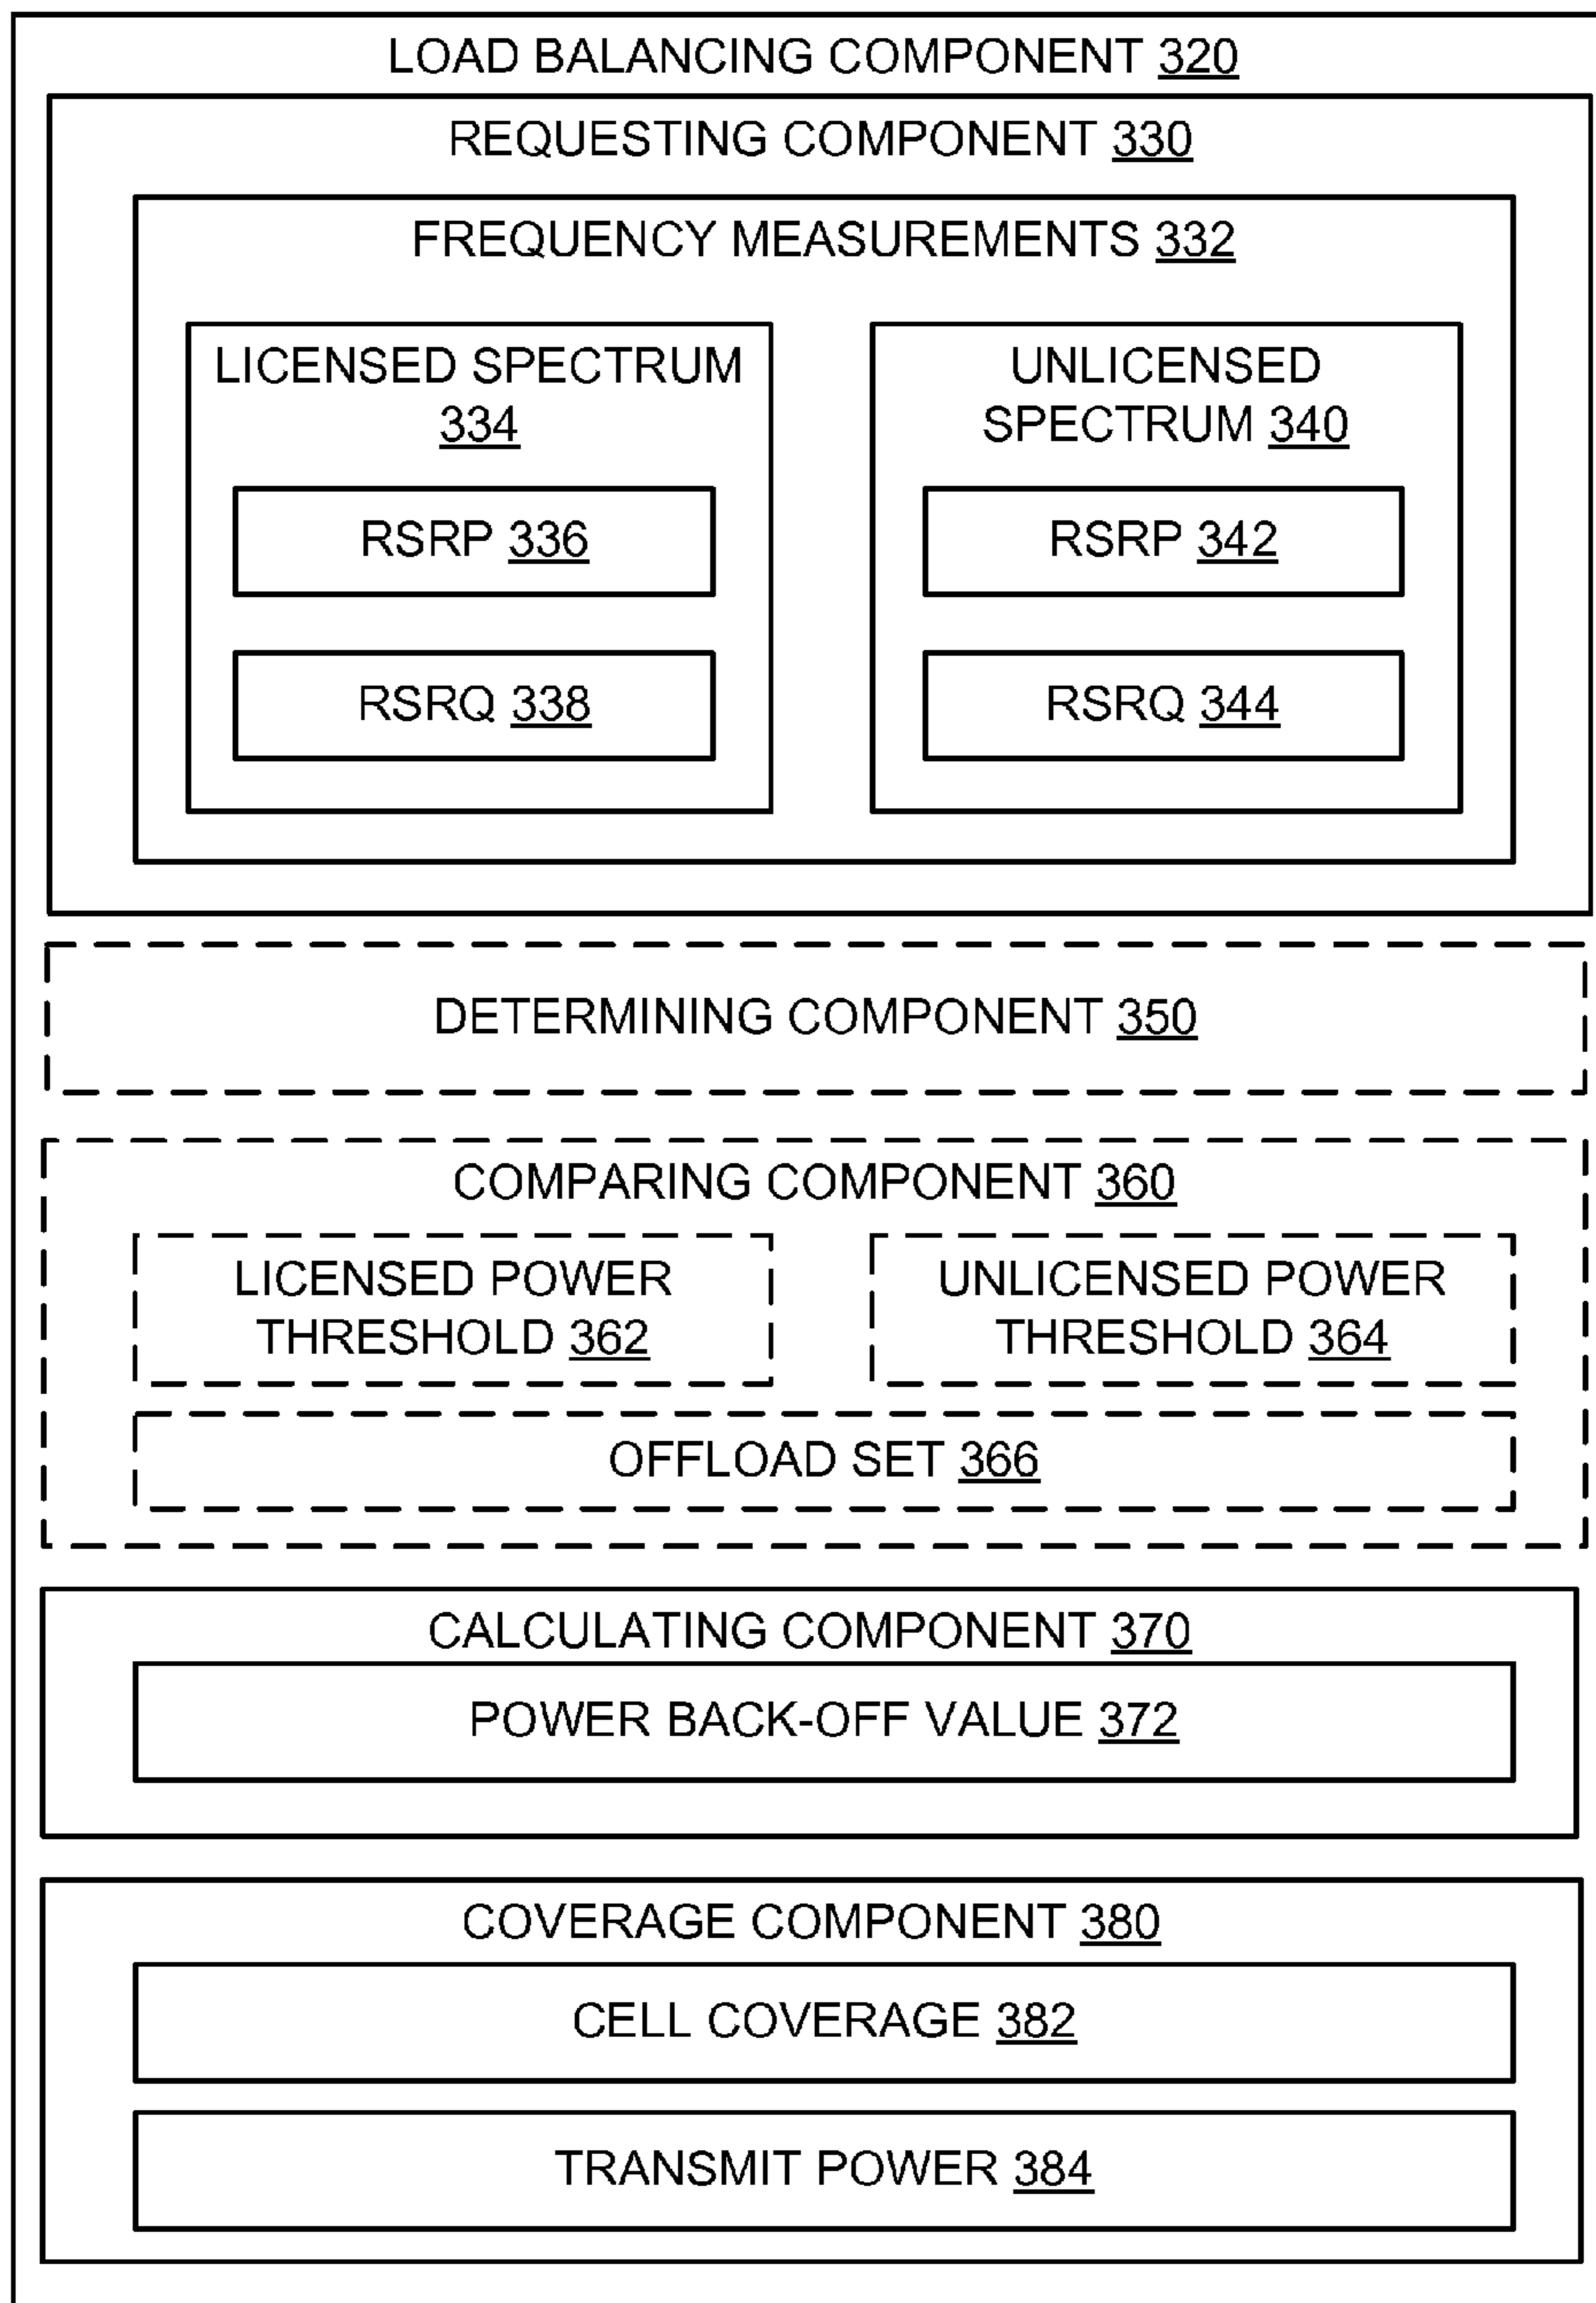 LOAD BALANCING COMPONENT 320
REQUESTING COMPONENT 330
FREQUENCY MEASUREMENTS 332
LICENSED SPECTRUM
334
RSRP 336
RSRQ 338
UNLICENSED
SPECTRUM 340
RSRP 342
RSRQ 344
DETERMINING COMPONENT 350
COMPARING COMPONENT 360
LICENSED POWER
THRESHOLD 362
UNLICENSED POWER
THRESHOLD 364
OFFLOAD SET 366
CALCULATING COMPONENT 370
POWER BACK-OFF VALUE 372
COVERAGE COMPONENT 380
CELL COVERAGE 382
TRANSMIT POWER 384